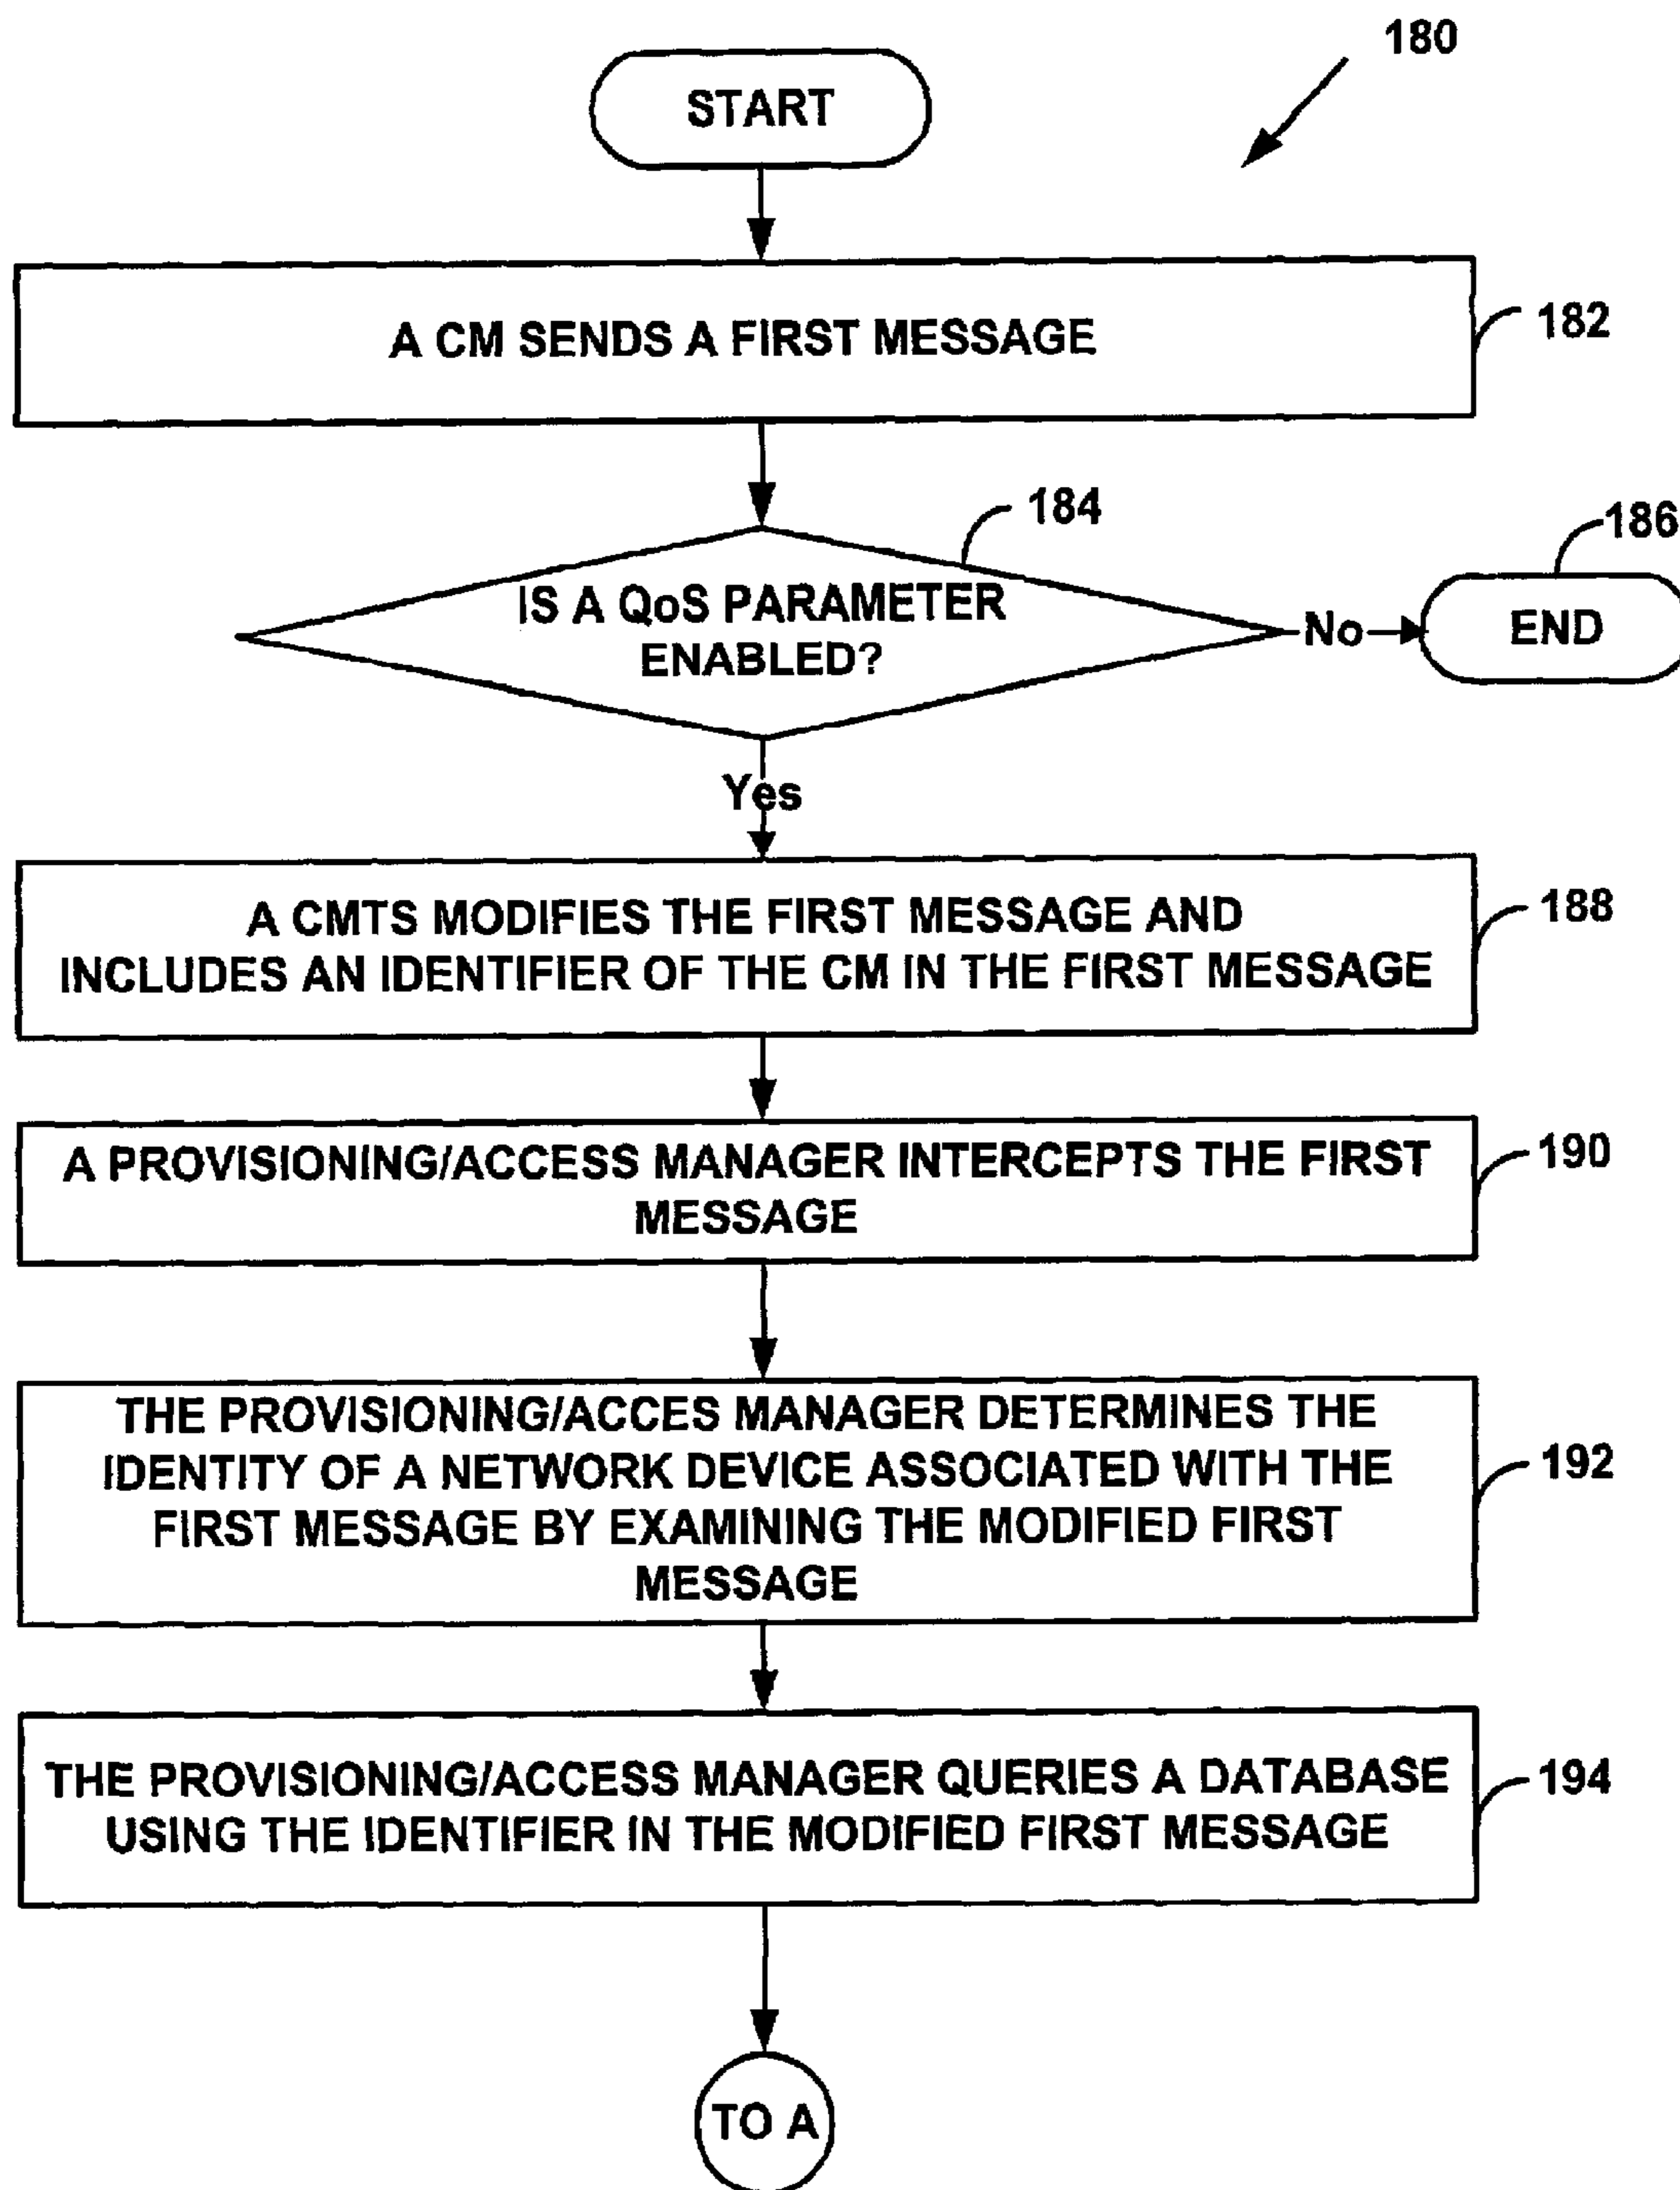 180
START
A CM SENDS A FIRST MESSAGE
182
184
186
IS A QoS PARAMETER
ENABLED?
No
END
Yes
A CMTS MODIFIES THE FIRST MESSAGE AND
INCLUDES AN IDENTIFIER OF THE CM IN THE FIRST MESSAGE
188
A PROVISIONING/ACCESS MANAGER INTERCEPTS THE FIRST
MESSAGE
190
THE PROVISIONING/ACCES MANAGER DETERMINES THE
IDENTITY OF A NETWORK DEVICE ASSOCIATED WITH THE
FIRST MESSAGE BY EXAMINING THE MODIFIED FIRST
MESSAGE
192
THE PROVISIONING/ACCESS MANAGER QUERIES A DATABASE
USING THE IDENTIFIER IN THE MODIFIED FIRST MESSAGE
194
TO A